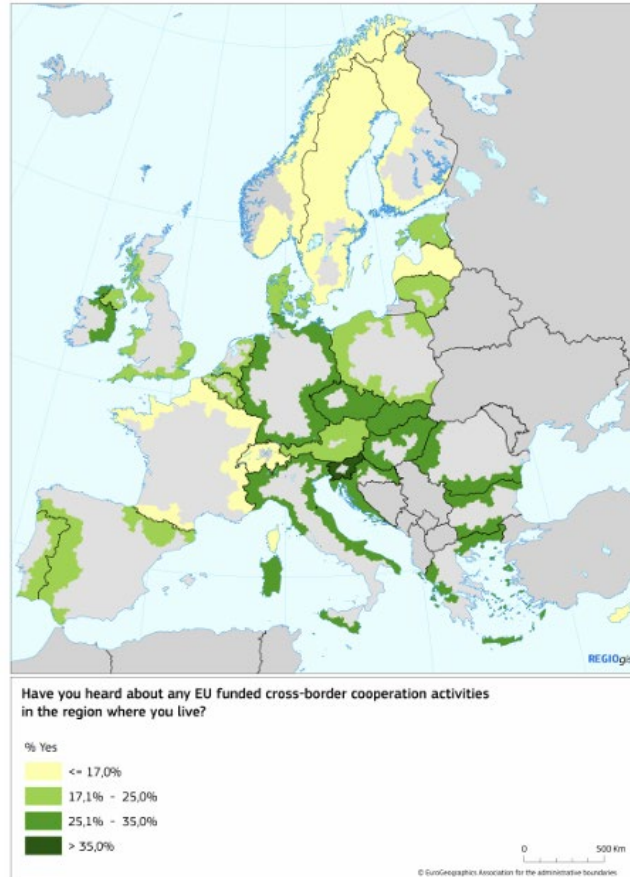 REGIOgis
Have you heard about any EU funded cross-border cooperation activities
in the region where you live?
% Yes
<= 17,0%
17,1% - 25,0%
25,1% - 35,0%
> 35,0%
0 500 Km
© EuroGeographics Association for the administrative boundaries